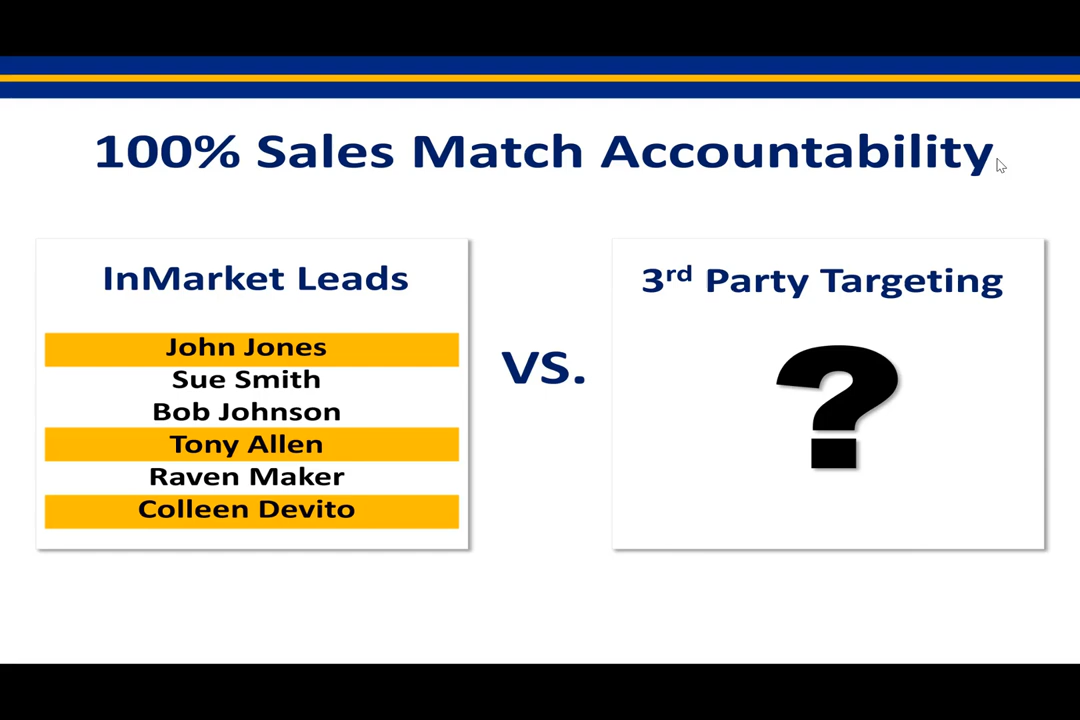 100% Sales Match Accountability
InMarket Leads
John Jones
Sue Smith
Bob Johnson
Tony Allen
Raven Maker
Colleen Devito
VS.
3rd Party Targeting
?